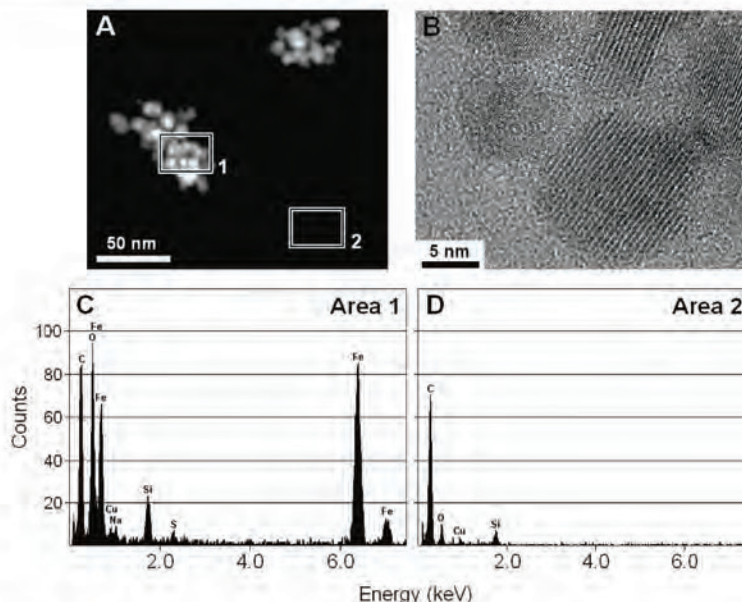 A
1
2
50 nm
B
5 nm
C
Area 1
Fe
O
C
Fe
Cu
Na
Si
S
Fe
Fe
100
80
60
40
20
Counts
2.0
4.0
6.0
D
Area 2
C
O
Cu
Si
2.0
4.0
6.0
Energy (keV)